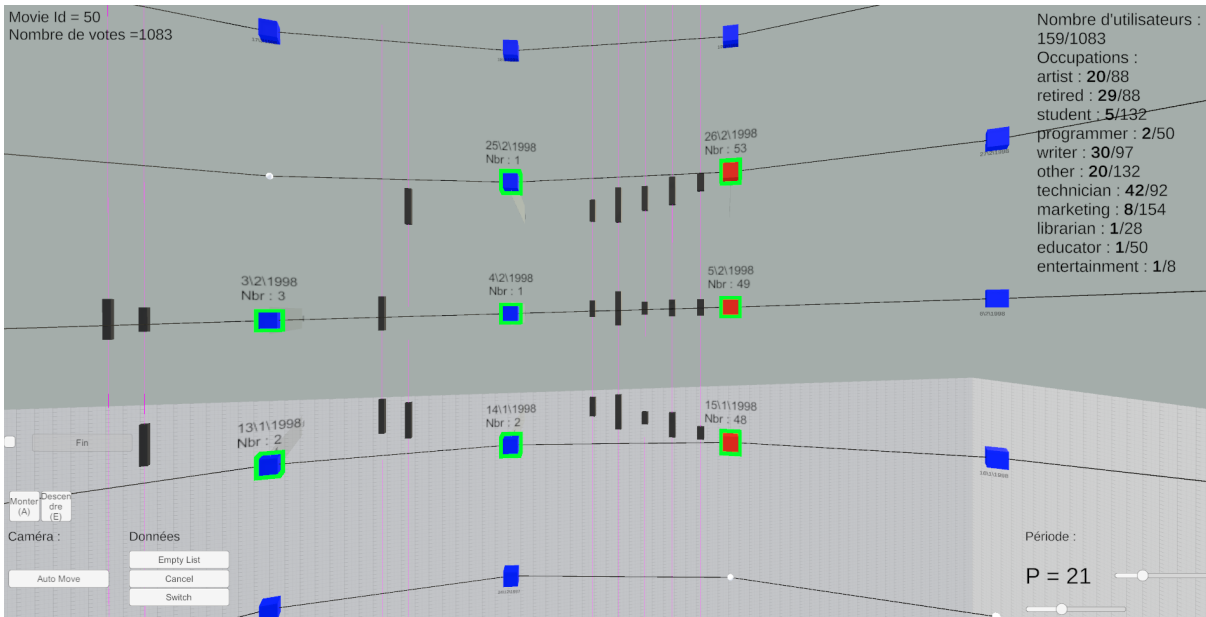 Movie Id = 50
Nombre de votes =1083
Nombre d'utilisateurs :
159/1083
Occupations :
artist : 20/88
retired : 29/88
student : 5/132
programmer : 2/50
writer : 30/97
other : 20/132
technician : 42/92
marketing : 8/154
librarian : 1/28
educator : 1/50
entertainment : 1/8
25\2\1998
Nbr : 1
26\2\1998
Nbr : 53
3\2\1998
Nbr : 3
4\2\1998
Nbr : 1
5\2\1998
Nbr : 49
13\1\1998
Nbr : 2
14\1\1998
Nbr : 2
15\1\1998
Nbr : 48
Fin
Monter
(A)
Descen
dre
(E)
Caméra :
Auto Move
Données
Empty List
Cancel
Switch
Période :
P = 21